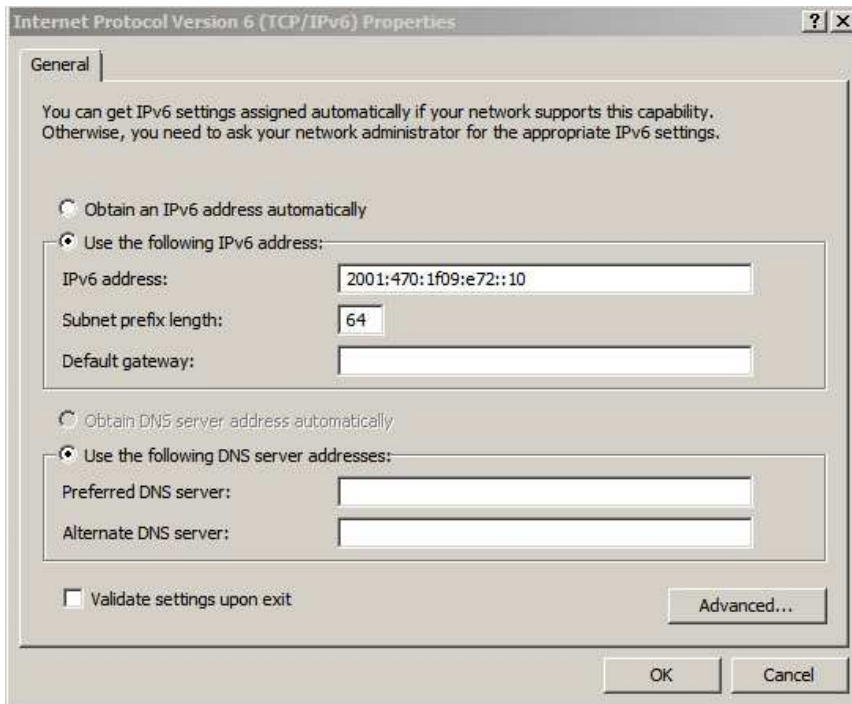 Internet Protocol Version 6 (TCP/IPv6) Properties
General
You can get IPv6 settings assigned automatically if your network supports this capability.
Otherwise, you need to ask your network administrator for the appropriate IPv6 settings.
Obtain an IPv6 address automatically
Use the following IPv6 address:
IPv6 address: 2001:470:1f09:e72::10
Subnet prefix length: 64
Default gateway:
Obtain DNS server address automatically
Use the following DNS server addresses:
Preferred DNS server:
Alternate DNS server:
Validate settings upon exit
Advanced...
OK Cancel